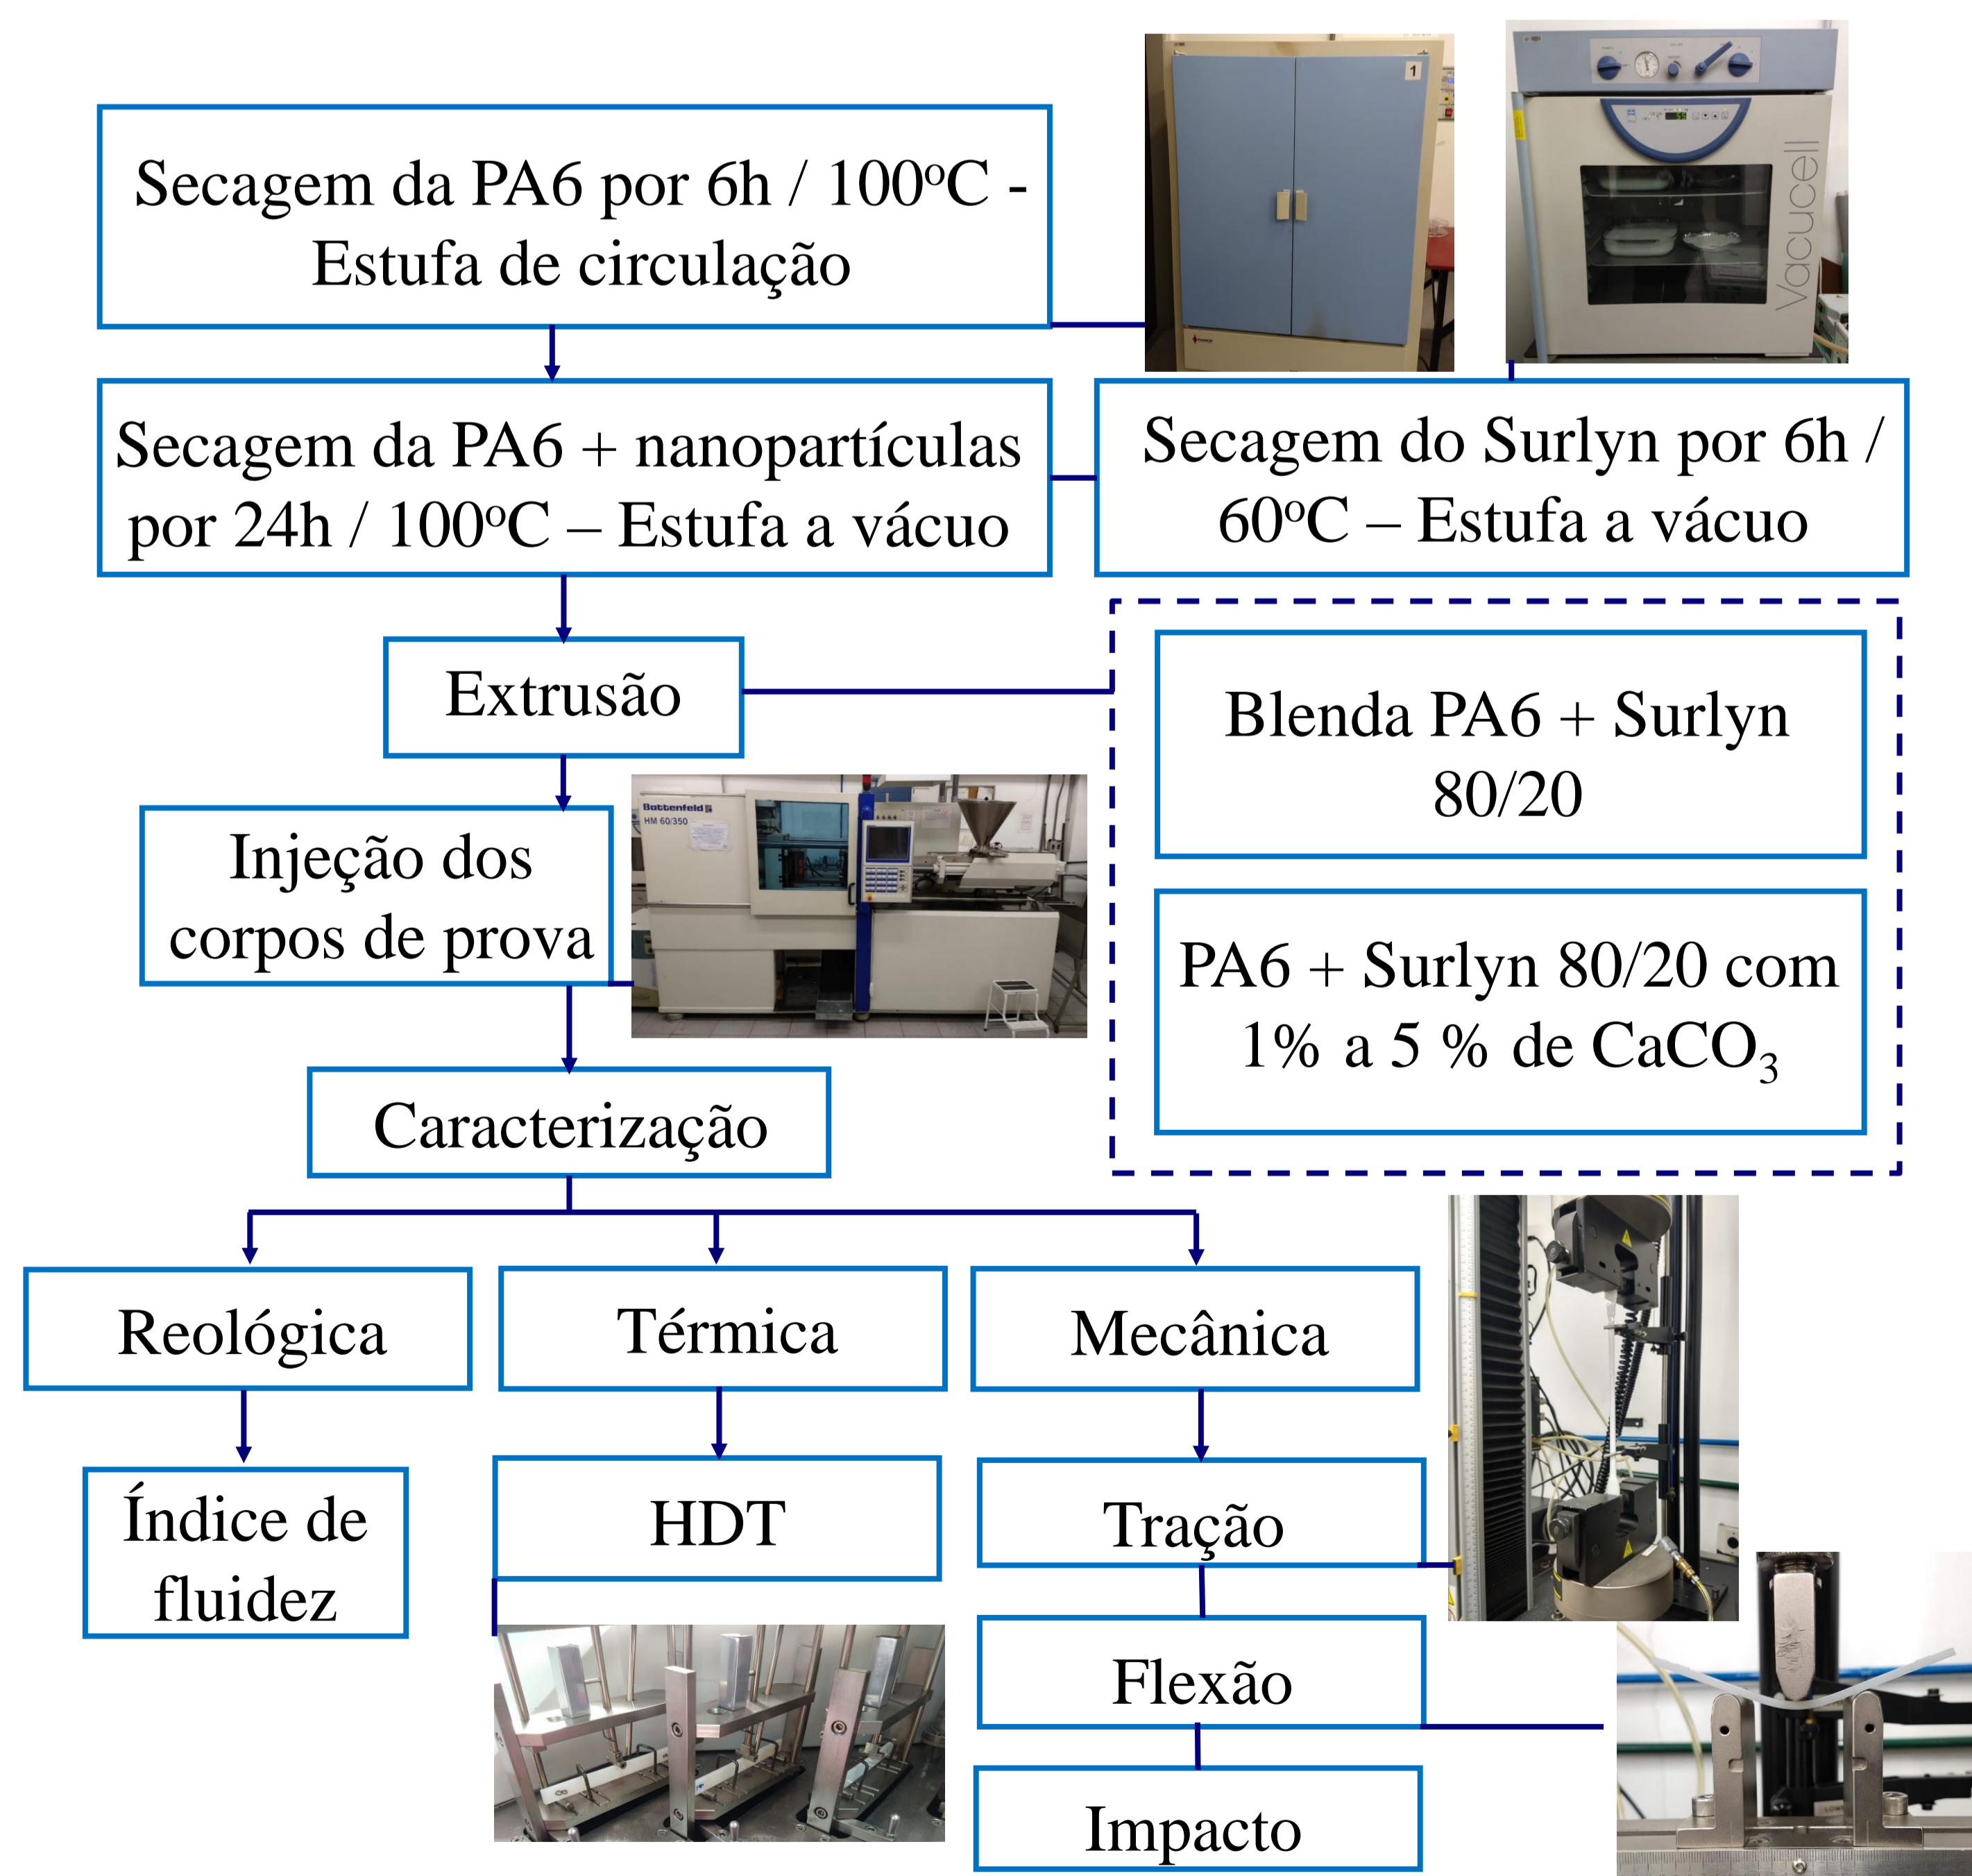 1
Vacucell
Secagem da PA6 por 6h / 100ºC -
Estufa de circulação
Secagem da PA6 + nanopartículas
por 24h / 100ºC – Estufa a vácuo
Secagem do Surlyn por 6h /
60ºC – Estufa a vácuo
Extrusão
Blenda PA6 + Surlyn
80/20
PA6 + Surlyn 80/20 com
1% a 5 % de CaCO₃
Injeção dos
corpos de prova
Battenfeld
HM 60/350
Caracterização
Reológica
Térmica
Mecânica
Índice de
fluidez
HDT
Tração
Flexão
Impacto